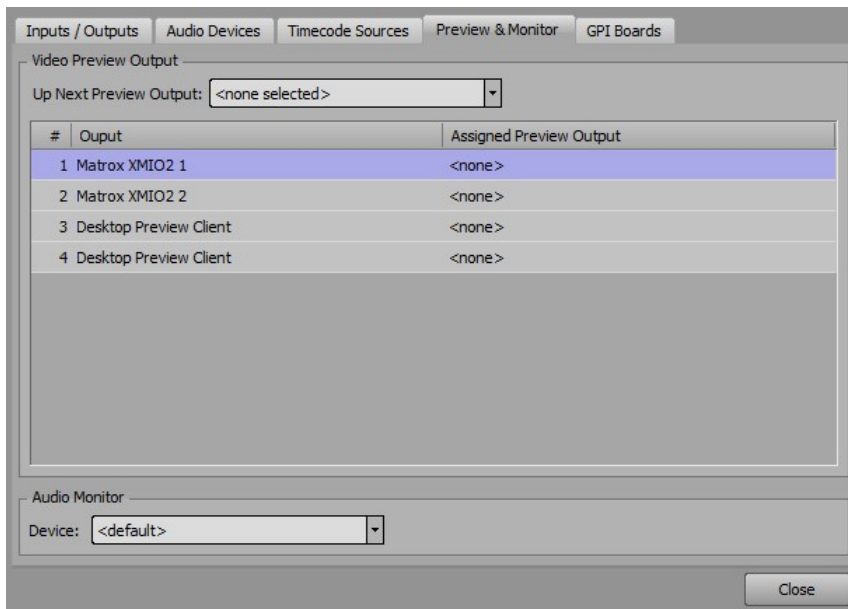 Inputs / Outputs Audio Devices Timecode Sources Preview & Monitor GPI Boards
Video Preview Output
Up Next Preview Output: <none selected>
# Ouput Assigned Preview Output
1 Matrox XMIO2 1 <none>
2 Matrox XMIO2 2 <none>
3 Desktop Preview Client <none>
4 Desktop Preview Client <none>
Audio Monitor
Device: <default>
Close